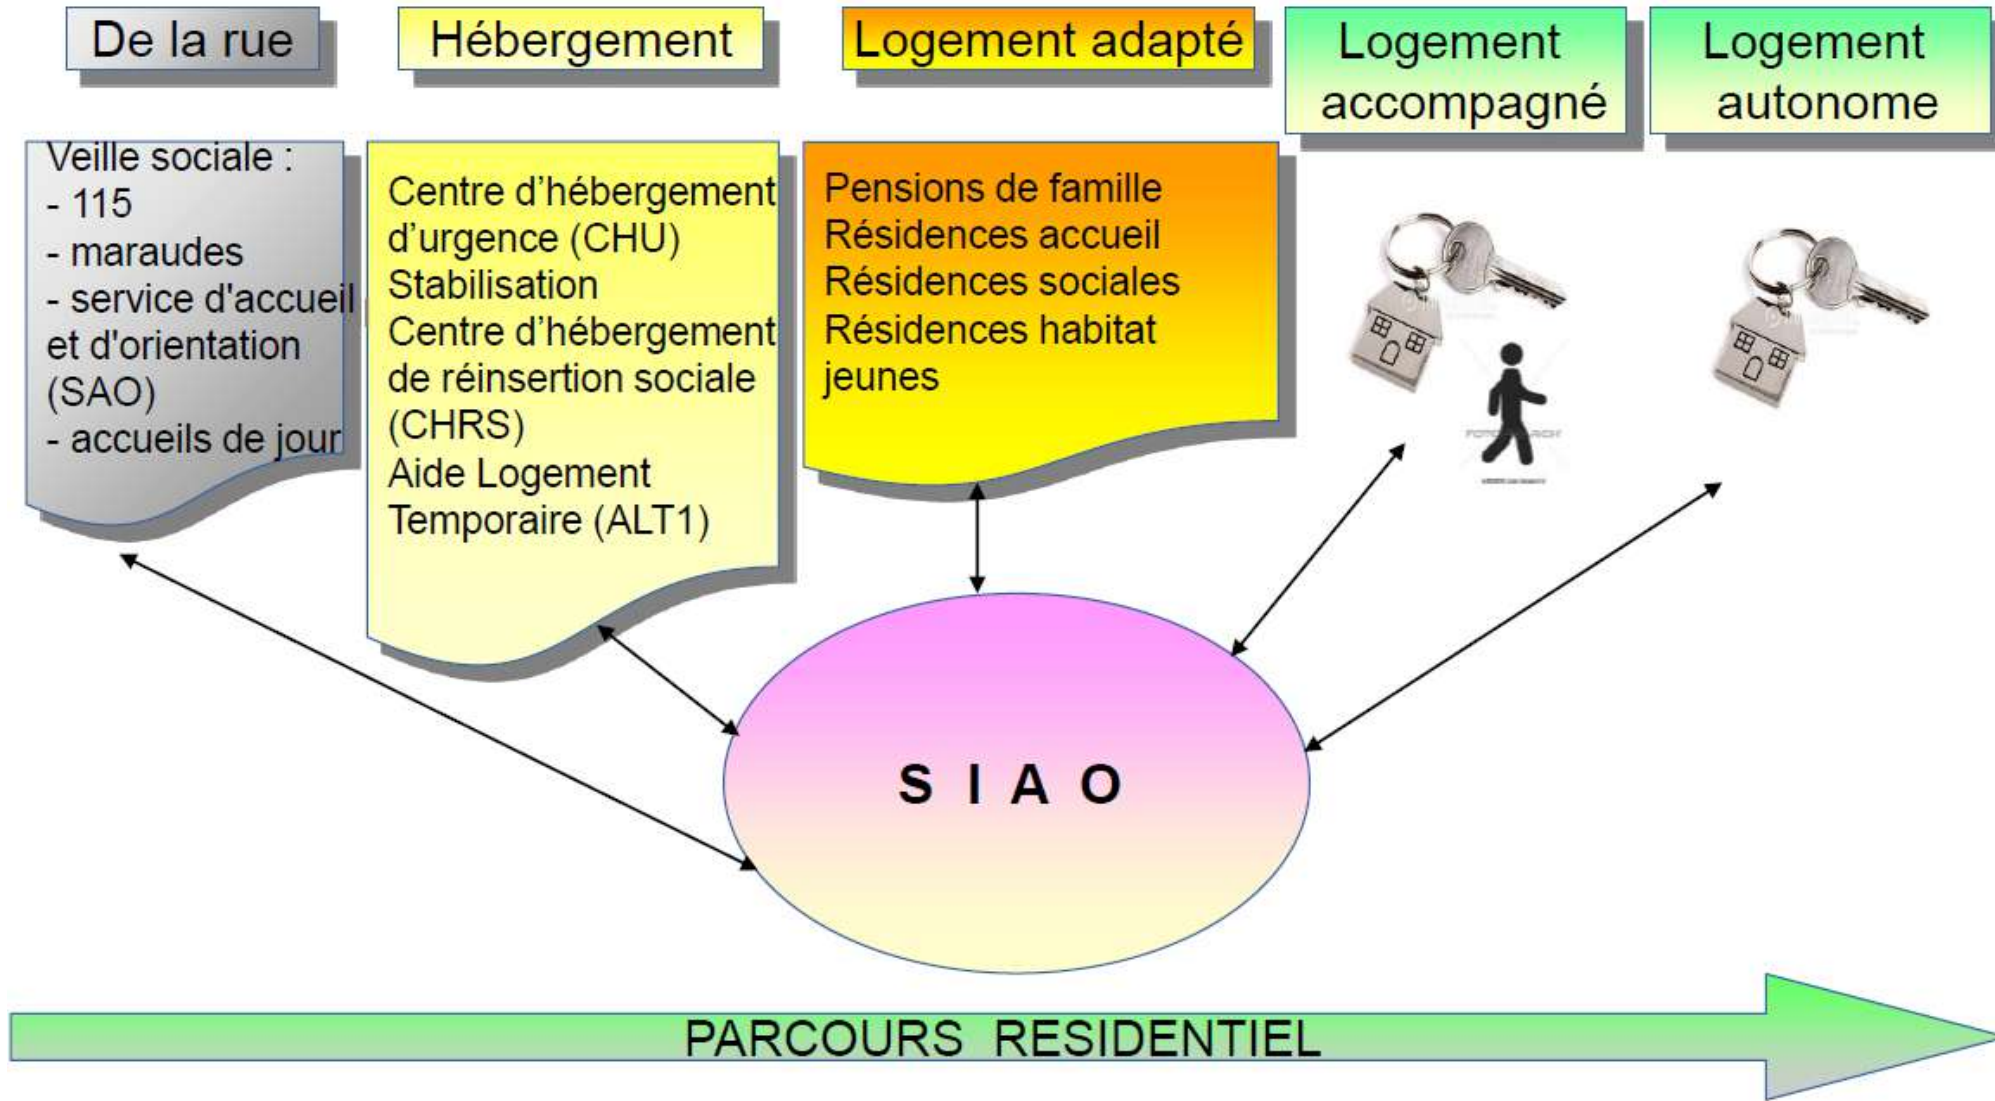 De la rue
Hébergement
Logement adapté
Logement
accompagné
Logement
autonome
Veille sociale :
- 115
- maraudes
- service d'accueil
et d'orientation
(SAO)
- accueils de jour
Centre d’hébergement
d’urgence (CHU)
Stabilisation
Centre d’hébergement
de réinsertion sociale
(CHRS)
Aide Logement
Temporaire (ALT1)
Pensions de famille
Résidences accueil
Résidences sociales
Résidences habitat
jeunes
S I A O
PARCOURS RESIDENTIEL